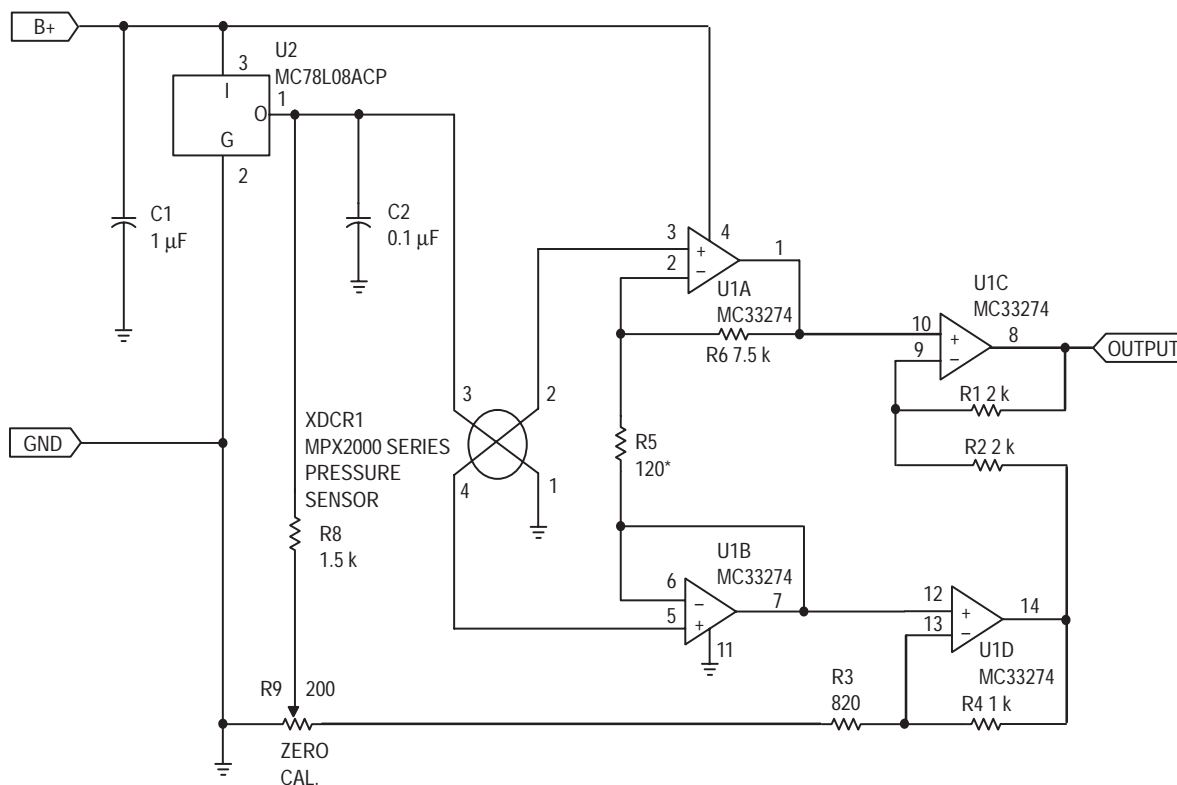 B+
U2
MC78L08ACP
3
I
1
O
G
2
C1
1 µF
C2
0.1 µF
3
4
1
2
+
–
U1A
MC33274
R6 7.5 k
U1C
MC33274
10
8
9
+
–
OUTPUT
R1 2 k
R2 2 k
GND
XDCR1
MPX2000 SERIES
PRESSURE
SENSOR
3
2
4
1
R5
120*
R8
1.5 k
U1B
MC33274
6
7
5
–
+
11
12
14
13
+
–
U1D
MC33274
R9 200
R3
820
R4 1 k
ZERO
CAL.